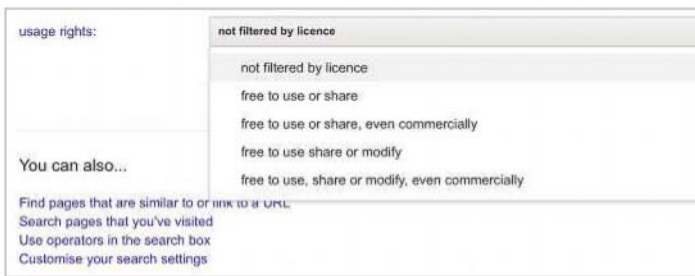 usage rights:
not filtered by licence
not filtered by licence
free to use or share
free to use or share, even commercially
free to use share or modify
free to use, share or modify, even commercially
You can also...
Find pages that are similar to or link to a URL
Search pages that you've visited
Use operators in the search box
Customise your search settings